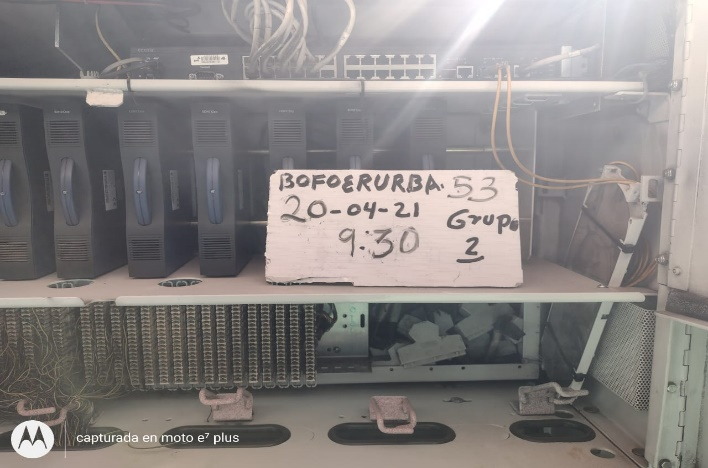 BOFOERURBA. 53
20-04-21
Grupo
9:30
2
capturada en moto e⁷ plus